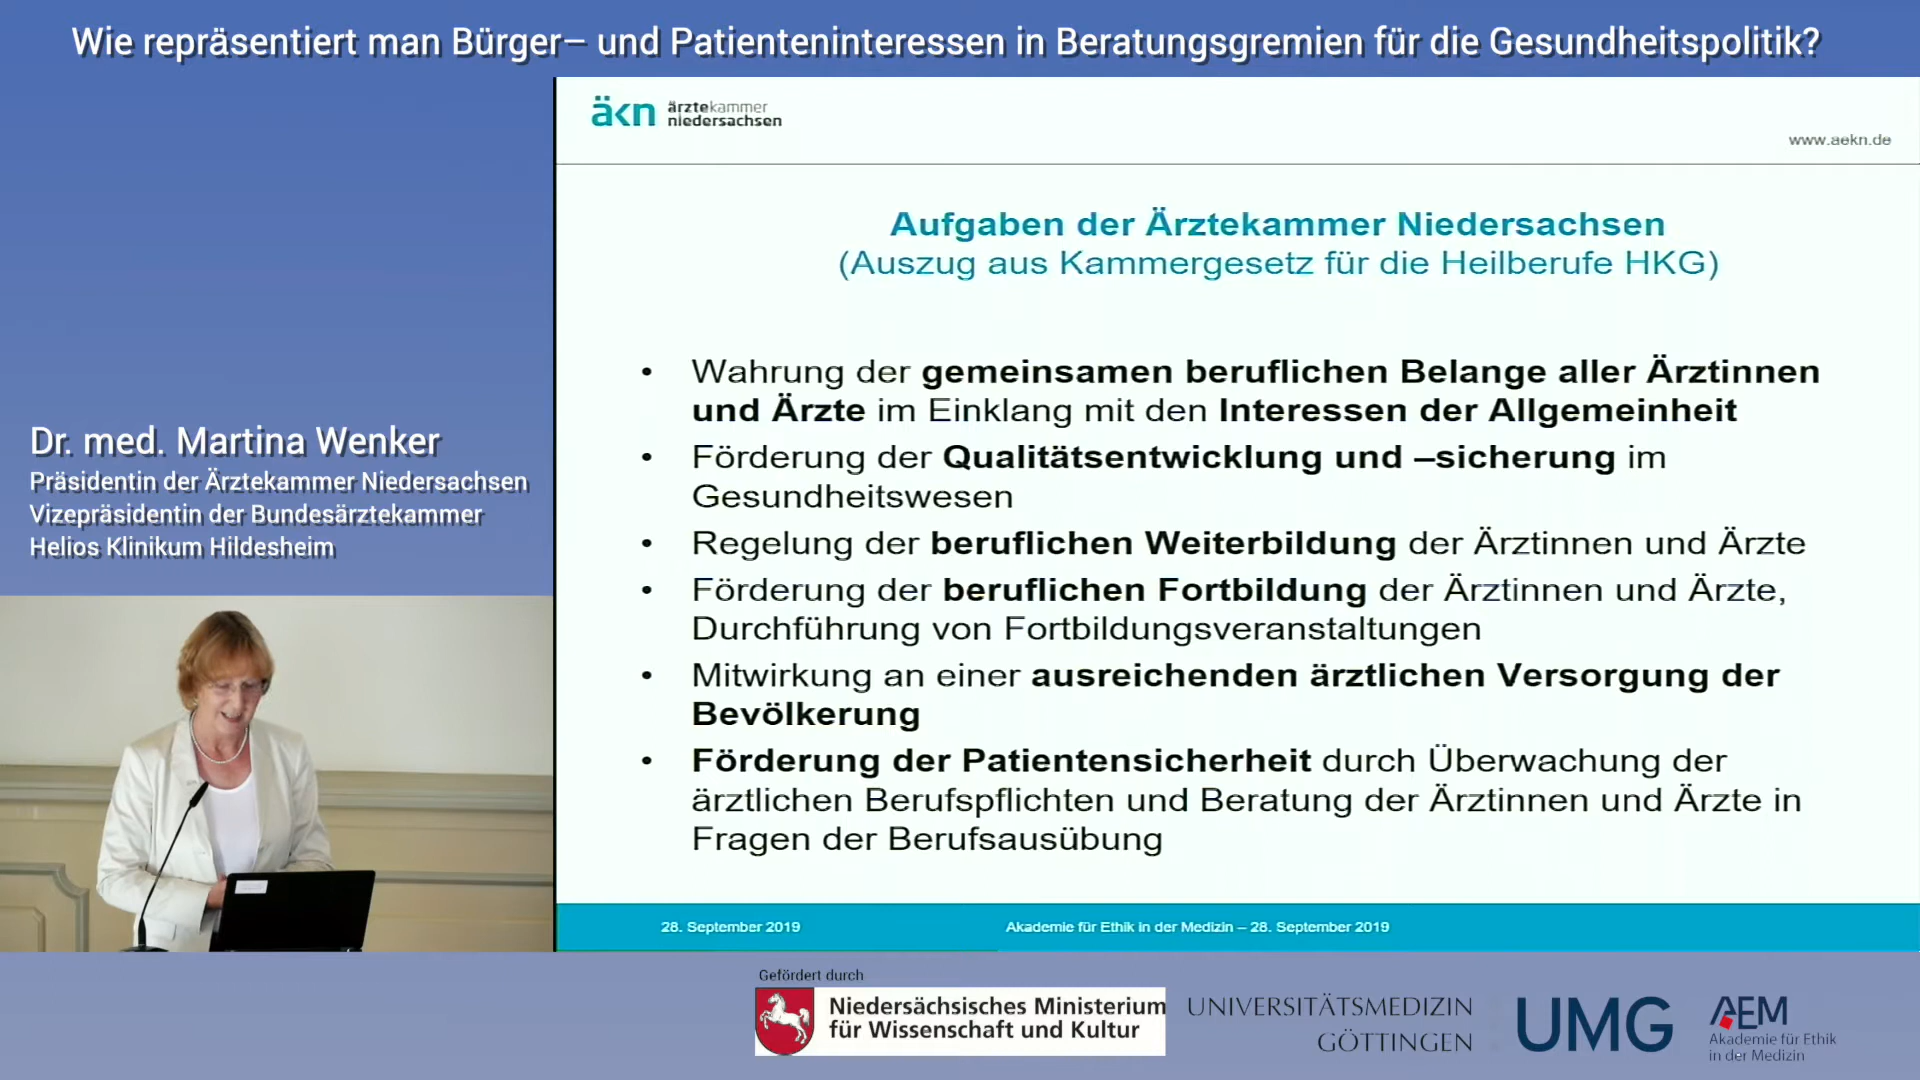 Wie repräsentiert man Bürger– und Patienteninteressen in Beratungsgremien für die Gesundheitspolitik?
äkn ärztekammer
niedersachsen
www.aekn.de
Aufgaben der Ärztekammer Niedersachsen
(Auszug aus Kammergesetz für die Heilberufe HKG)
• Wahrung der gemeinsamen beruflichen Belange aller Ärztinnen
und Ärzte im Einklang mit den Interessen der Allgemeinheit
• Förderung der Qualitätsentwicklung und –sicherung im
Gesundheitswesen
• Regelung der beruflichen Weiterbildung der Ärztinnen und Ärzte
• Förderung der beruflichen Fortbildung der Ärztinnen und Ärzte,
Durchführung von Fortbildungsveranstaltungen
• Mitwirkung an einer ausreichenden ärztlichen Versorgung der
Bevölkerung
• Förderung der Patientensicherheit durch Überwachung der
ärztlichen Berufspflichten und Beratung der Ärztinnen und Ärzte in
Fragen der Berufsausübung
28. September 2019
Akademie für Ethik in der Medizin – 28. September 2019
Dr. med. Martina Wenker
Präsidentin der Ärztekammer Niedersachsen
Vizepräsidentin der Bundesärztekammer
Helios Klinikum Hildesheim
Gefördert durch
Niedersächsisches Ministerium
für Wissenschaft und Kultur
UNIVERSITÄTSMEDIZIN
GÖTTINGEN
UMG
AEM
Akademie für Ethik
in der Medizin